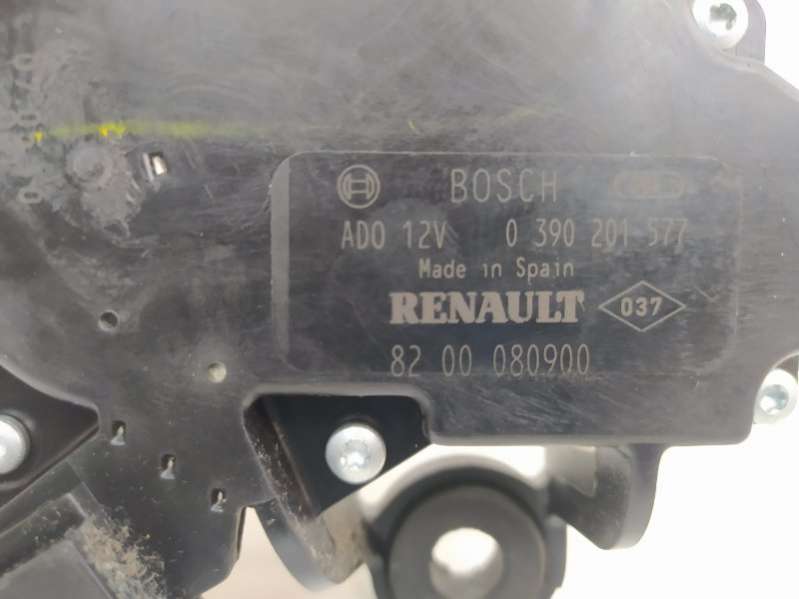 BOSCH
ADO 12V 0 390 201 577
Made in Spain
RENAULT 037
82 00 080900